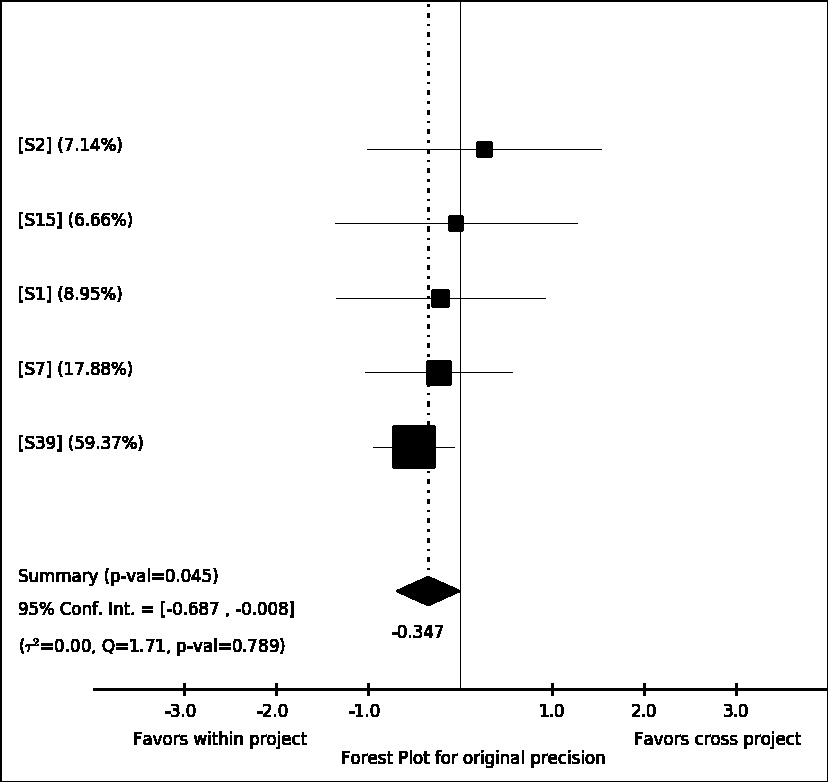 [S2] (7.14%)
[S15] (6.66%)
[S1] (8.95%)
[S7] (17.88%)
[S39] (59.37%)
Summary (p-val=0.045)
95% Conf. Int. = [-0.687 , -0.008]
-0.347
(τ²=0.00, Q=1.71, p-val=0.789)
-3.0 -2.0 -1.0 1.0 2.0 3.0
Favors within project Favors cross project
Forest Plot for original precision